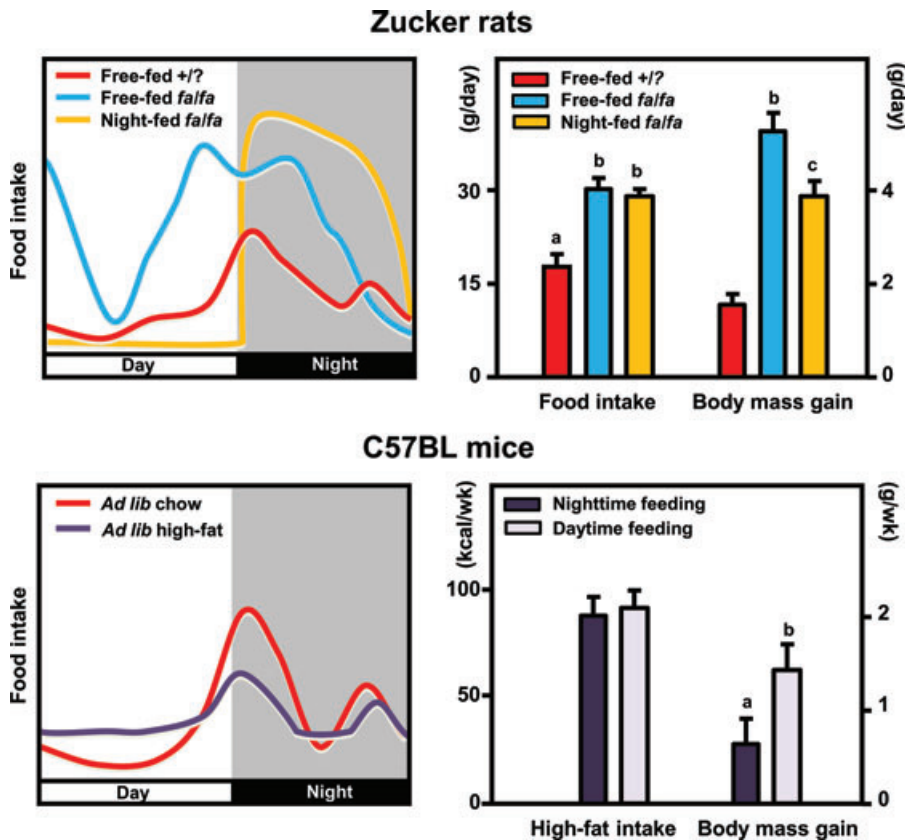 Zucker rats
Free-fed +/?
Free-fed fa/fa
Night-fed fa/fa
Food intake
Day
Night
(g/day)
30
15
0
Free-fed +/?
Free-fed fa/fa
Night-fed fa/fa
a
b
b
b
c
(g/day)
4
2
0
Food intake
Body mass gain
C57BL mice
Ad lib chow
Ad lib high-fat
Food intake
Day
Night
(kcal/wk)
100
50
0
Nighttime feeding
Daytime feeding
a
b
(g/wk)
2
1
0
High-fat intake
Body mass gain